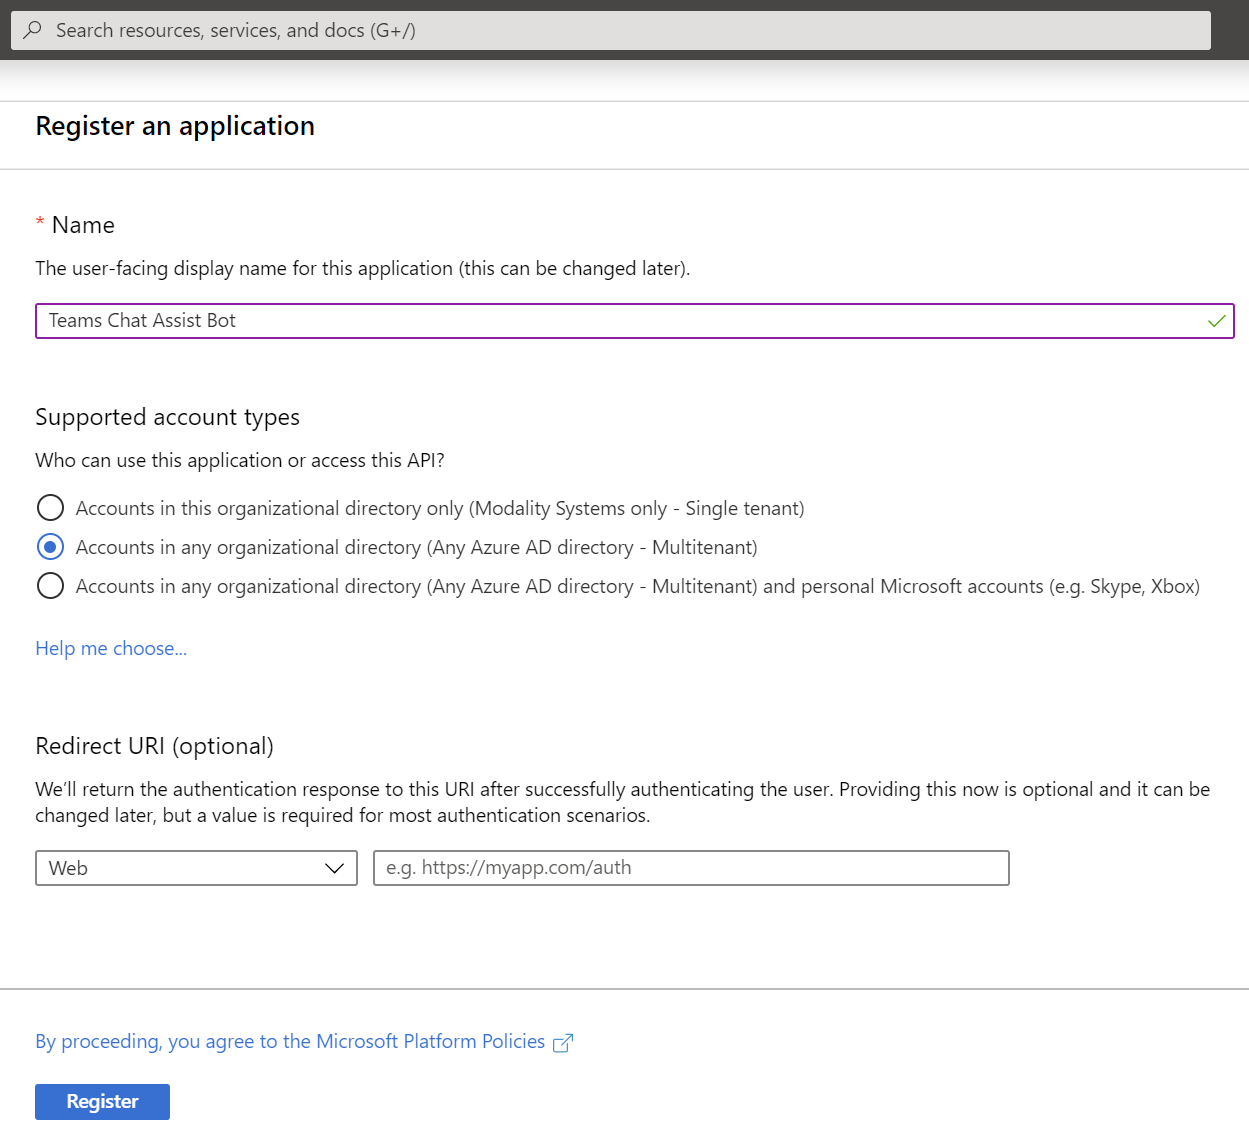 Search resources, services, and docs (G+/)
Register an application
* Name
The user-facing display name for this application (this can be changed later).
Teams Chat Assist Bot
Supported account types
Who can use this application or access this API?
Accounts in this organizational directory only (Modality Systems only - Single tenant)
Accounts in any organizational directory (Any Azure AD directory - Multitenant)
Accounts in any organizational directory (Any Azure AD directory - Multitenant) and personal Microsoft accounts (e.g. Skype, Xbox)
Help me choose...
Redirect URI (optional)
We'll return the authentication response to this URI after successfully authenticating the user. Providing this now is optional and it can be
changed later, but a value is required for most authentication scenarios.
Web
e.g. https://myapp.com/auth
By proceeding, you agree to the Microsoft Platform Policies
Register